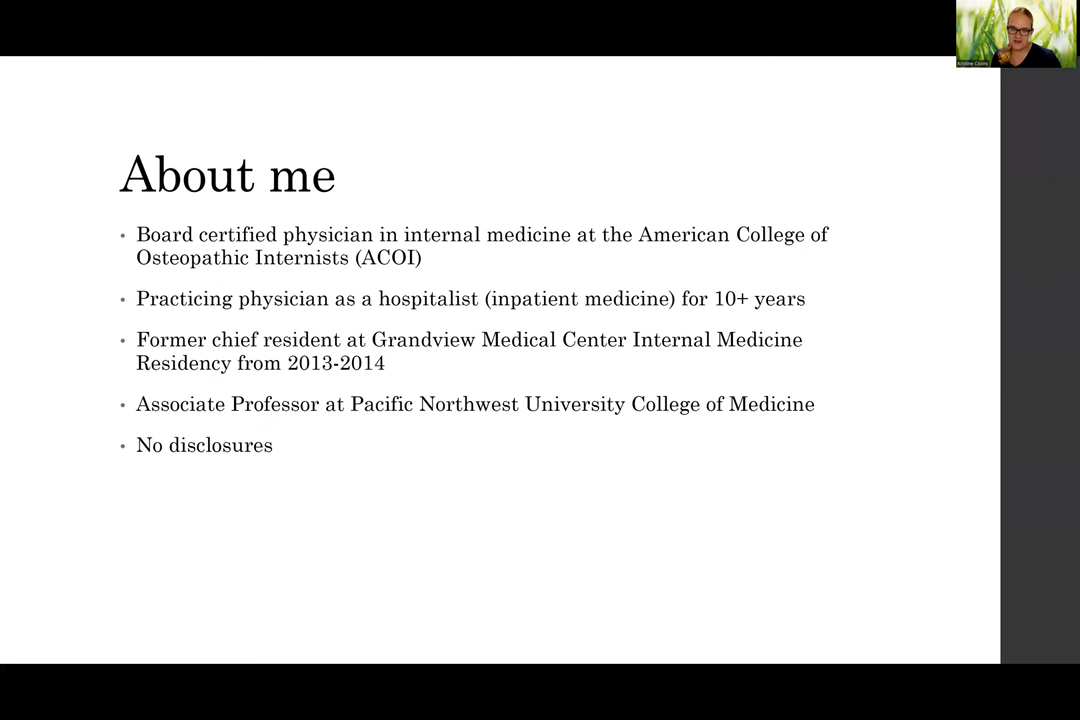 Kristine Collins
About me
• Board certified physician in internal medicine at the American College of
Osteopathic Internists (ACOI)
• Practicing physician as a hospitalist (inpatient medicine) for 10+ years
• Former chief resident at Grandview Medical Center Internal Medicine
Residency from 2013-2014
• Associate Professor at Pacific Northwest University College of Medicine
• No disclosures